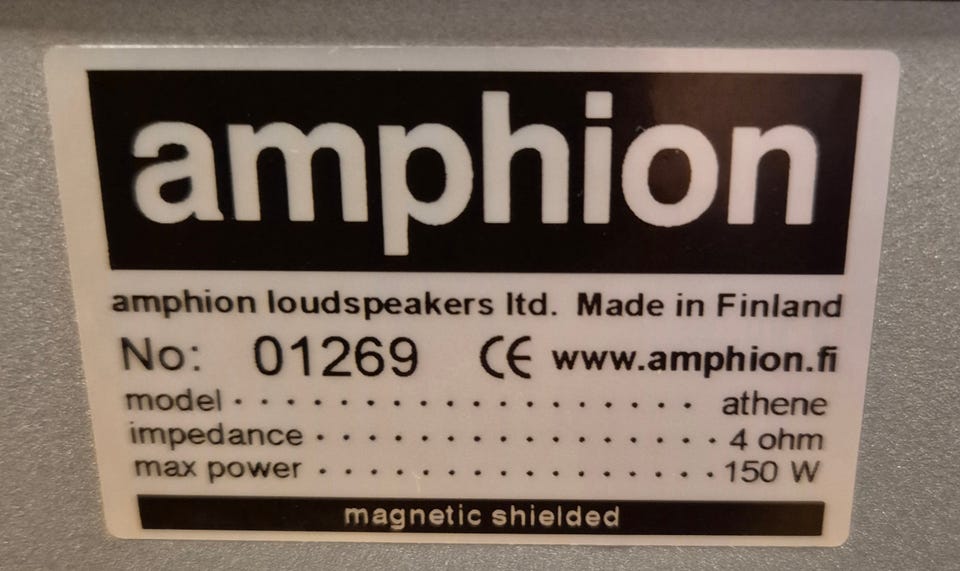 amphion
amphion loudspeakers ltd. Made in Finland
No: 01269 CE www.amphion.fi
model . . . . . . . . . . . . . . . . . . athene
impedance . . . . . . . . . . . . . . . . 4 ohm
max power . . . . . . . . . . . . . . . . 150 W
magnetic shielded